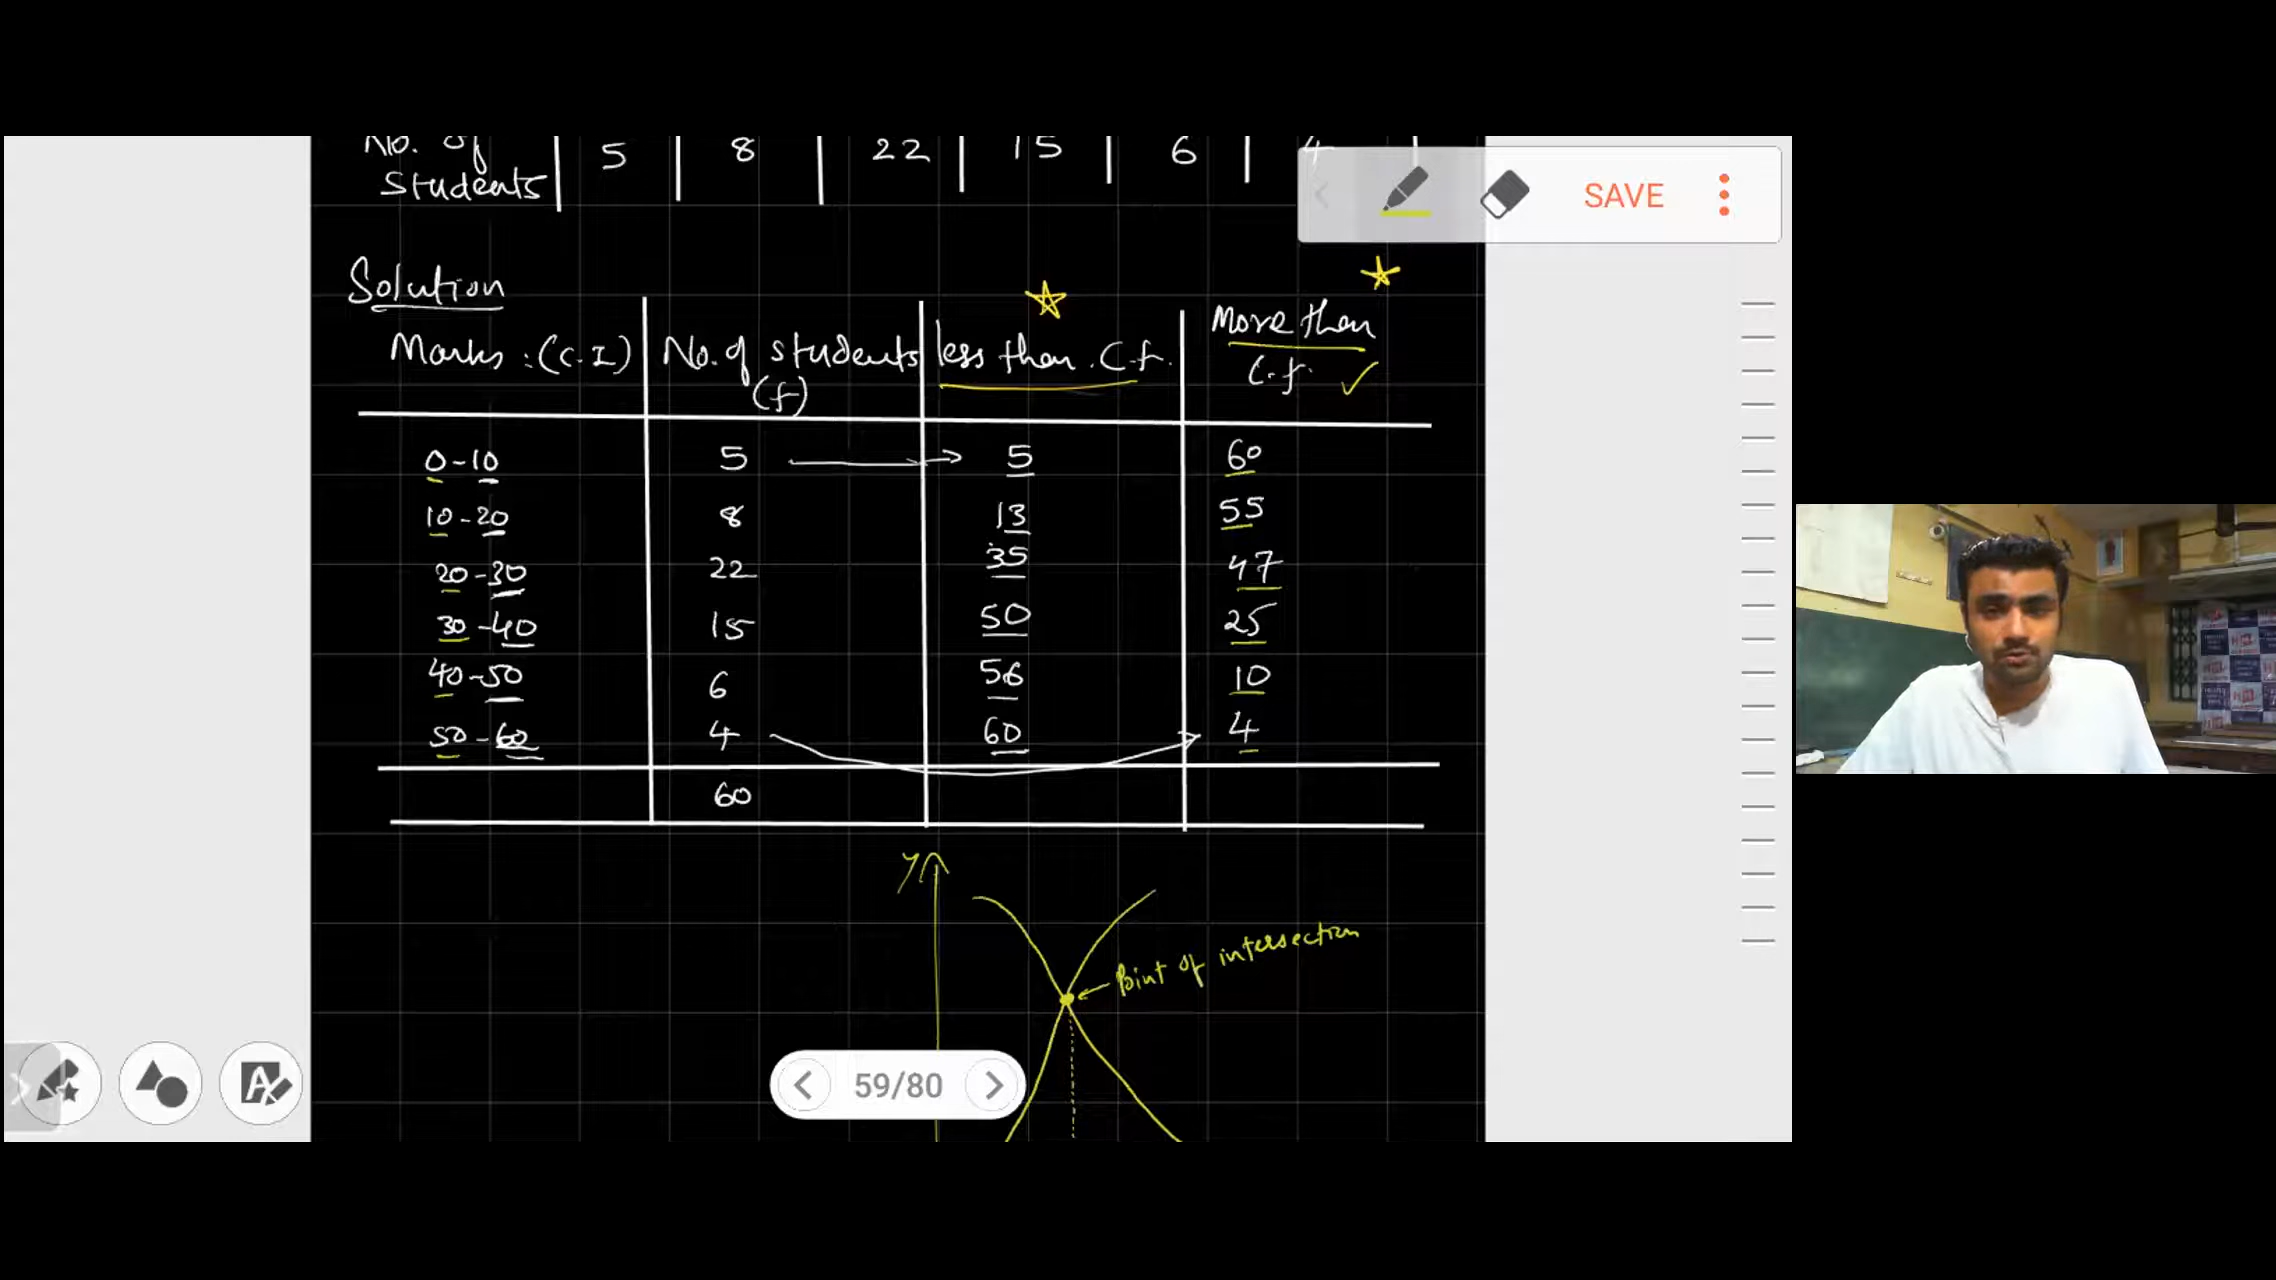 No. of
Students | 5 | 8 | 22 | 15 | 6 | 4
SAVE
Solution
Marks :(C.I) | No. of students (f) | less than . C.f. | More than C.f. ✓
0-10 | 5 → | 5 | 60
10-20 | 8 | 13 | 55
20-30 | 22 | 35 | 47
30-40 | 15 | 50 | 25
40-50 | 6 | 56 | 10
50-60 | 4 | 60 | 4
60
y
← Point of intersection
59/80